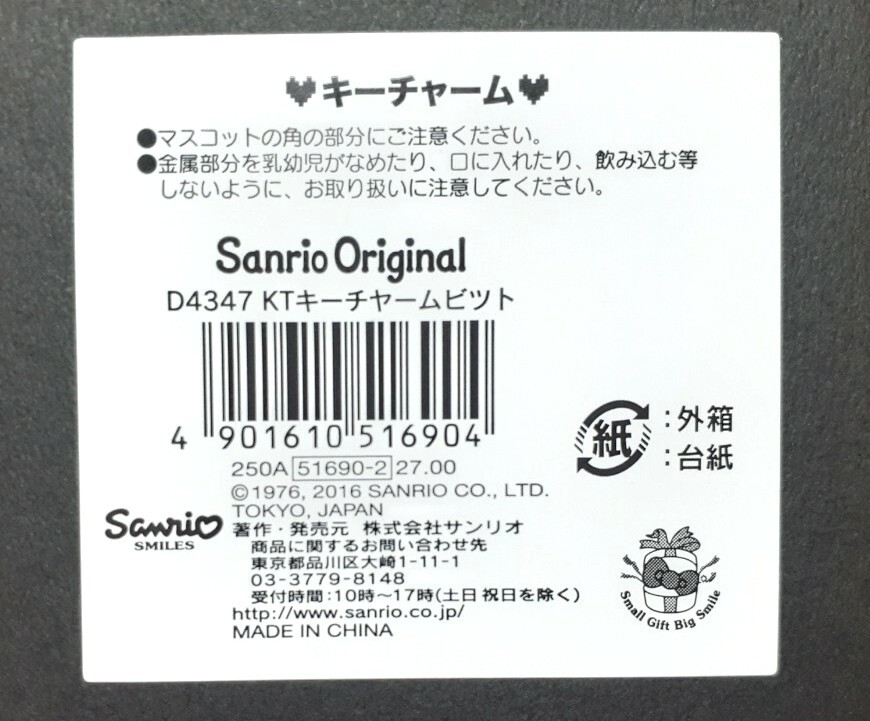 ♥キーチャーム♥
●マスコットの角の部分にご注意ください。
●金属部分を乳幼児がなめたり、口に入れたり、飲み込む等
しないように、お取り扱いに注意してください。
Sanrio Original
D4347 KTキーチヤームビツト
4 901610 516904
250A 51690-2 27.00
©1976, 2016 SANRIO CO., LTD.
TOKYO, JAPAN
Sanrio
SMILES
著作・発売元 株式会社サンリオ
商品に関するお問い合わせ先
東京都品川区大崎1-11-1
03-3779-8148
受付時間：10時～17時(土日 祝日を除く)
http://www.sanrio.co.jp/
MADE IN CHINA
紙
：外箱
：台紙
Small Gift Big Smile